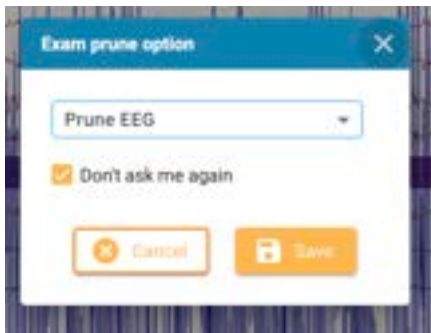 Exam prune option
Prune EEG
Don't ask me again
Cancel
Save